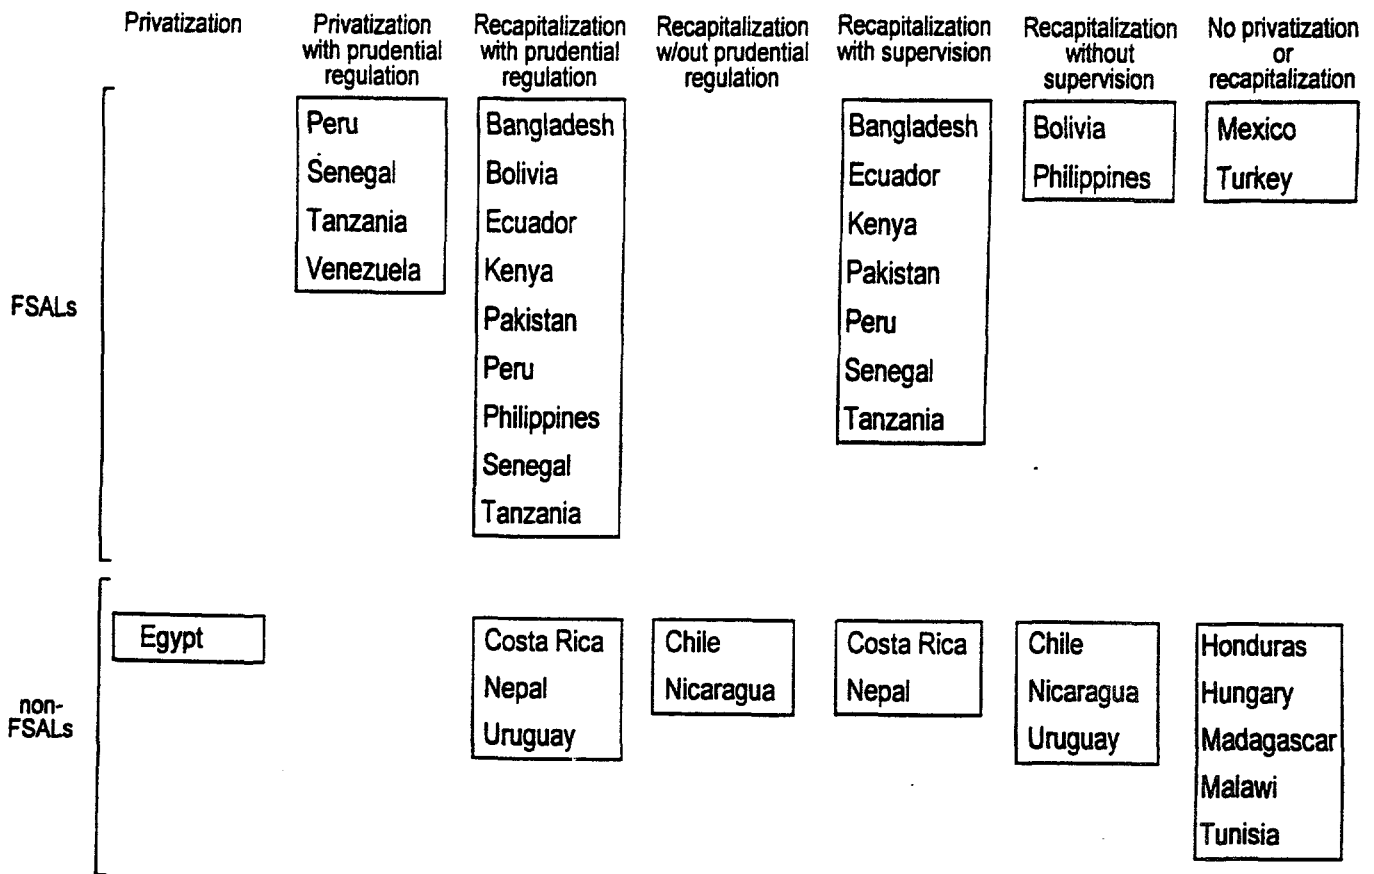 Privatization
Privatization
with prudential
regulation
Recapitalization
with prudential
regulation
Recapitalization
w/out prudential
regulation
Recapitalization
with supervision
Recapitalization
without
supervision
No privatization
or
recapitalization
FSALs
Peru
Senegal
Tanzania
Venezuela
Bangladesh
Bolivia
Ecuador
Kenya
Pakistan
Peru
Philippines
Senegal
Tanzania
Bangladesh
Ecuador
Kenya
Pakistan
Peru
Senegal
Tanzania
Bolivia
Philippines
Mexico
Turkey
non-
FSALs
Egypt
Costa Rica
Nepal
Uruguay
Chile
Nicaragua
Costa Rica
Nepal
Chile
Nicaragua
Uruguay
Honduras
Hungary
Madagascar
Malawi
Tunisia